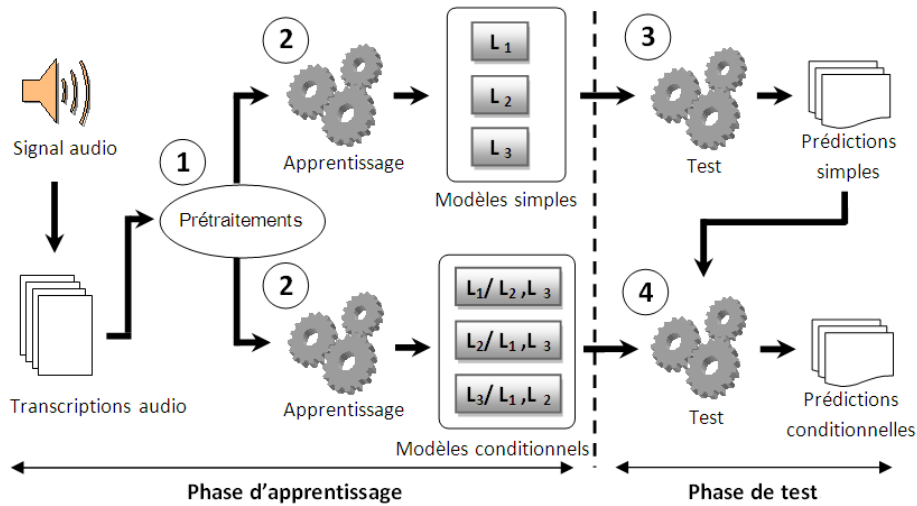 Signal audio
Transcriptions audio
1
Prétraitements
2
Apprentissage
L 1
L 2
L 3
Modèles simples
2
Apprentissage
L1/ L2 ,L 3
L2/ L1 ,L 3
L3/ L1 ,L 2
Modèles conditionnels
3
Test
Prédictions
simples
4
Test
Prédictions
conditionnelles
Phase d'apprentissage
Phase de test